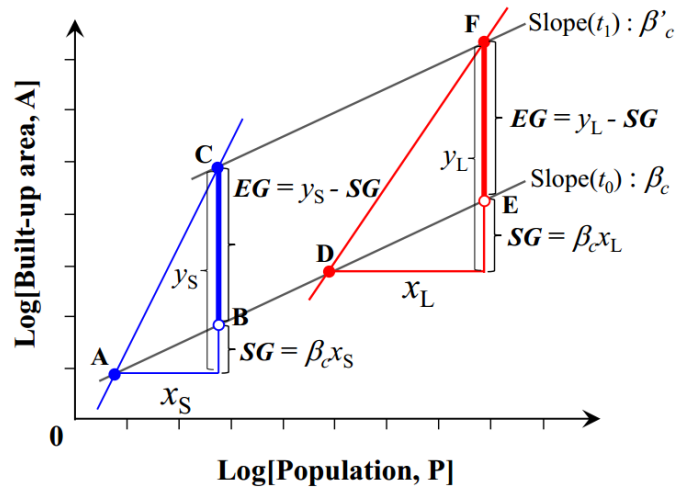 F
Slope(t₁) : β'c
EG = yL - SG
yL
C
EG = yS - SG
Slope(t₀) : βc
E
yS
D
SG = βcxL
xL
B
A
SG = βcxS
xS
0
Log[Built-up area, A]
Log[Population, P]